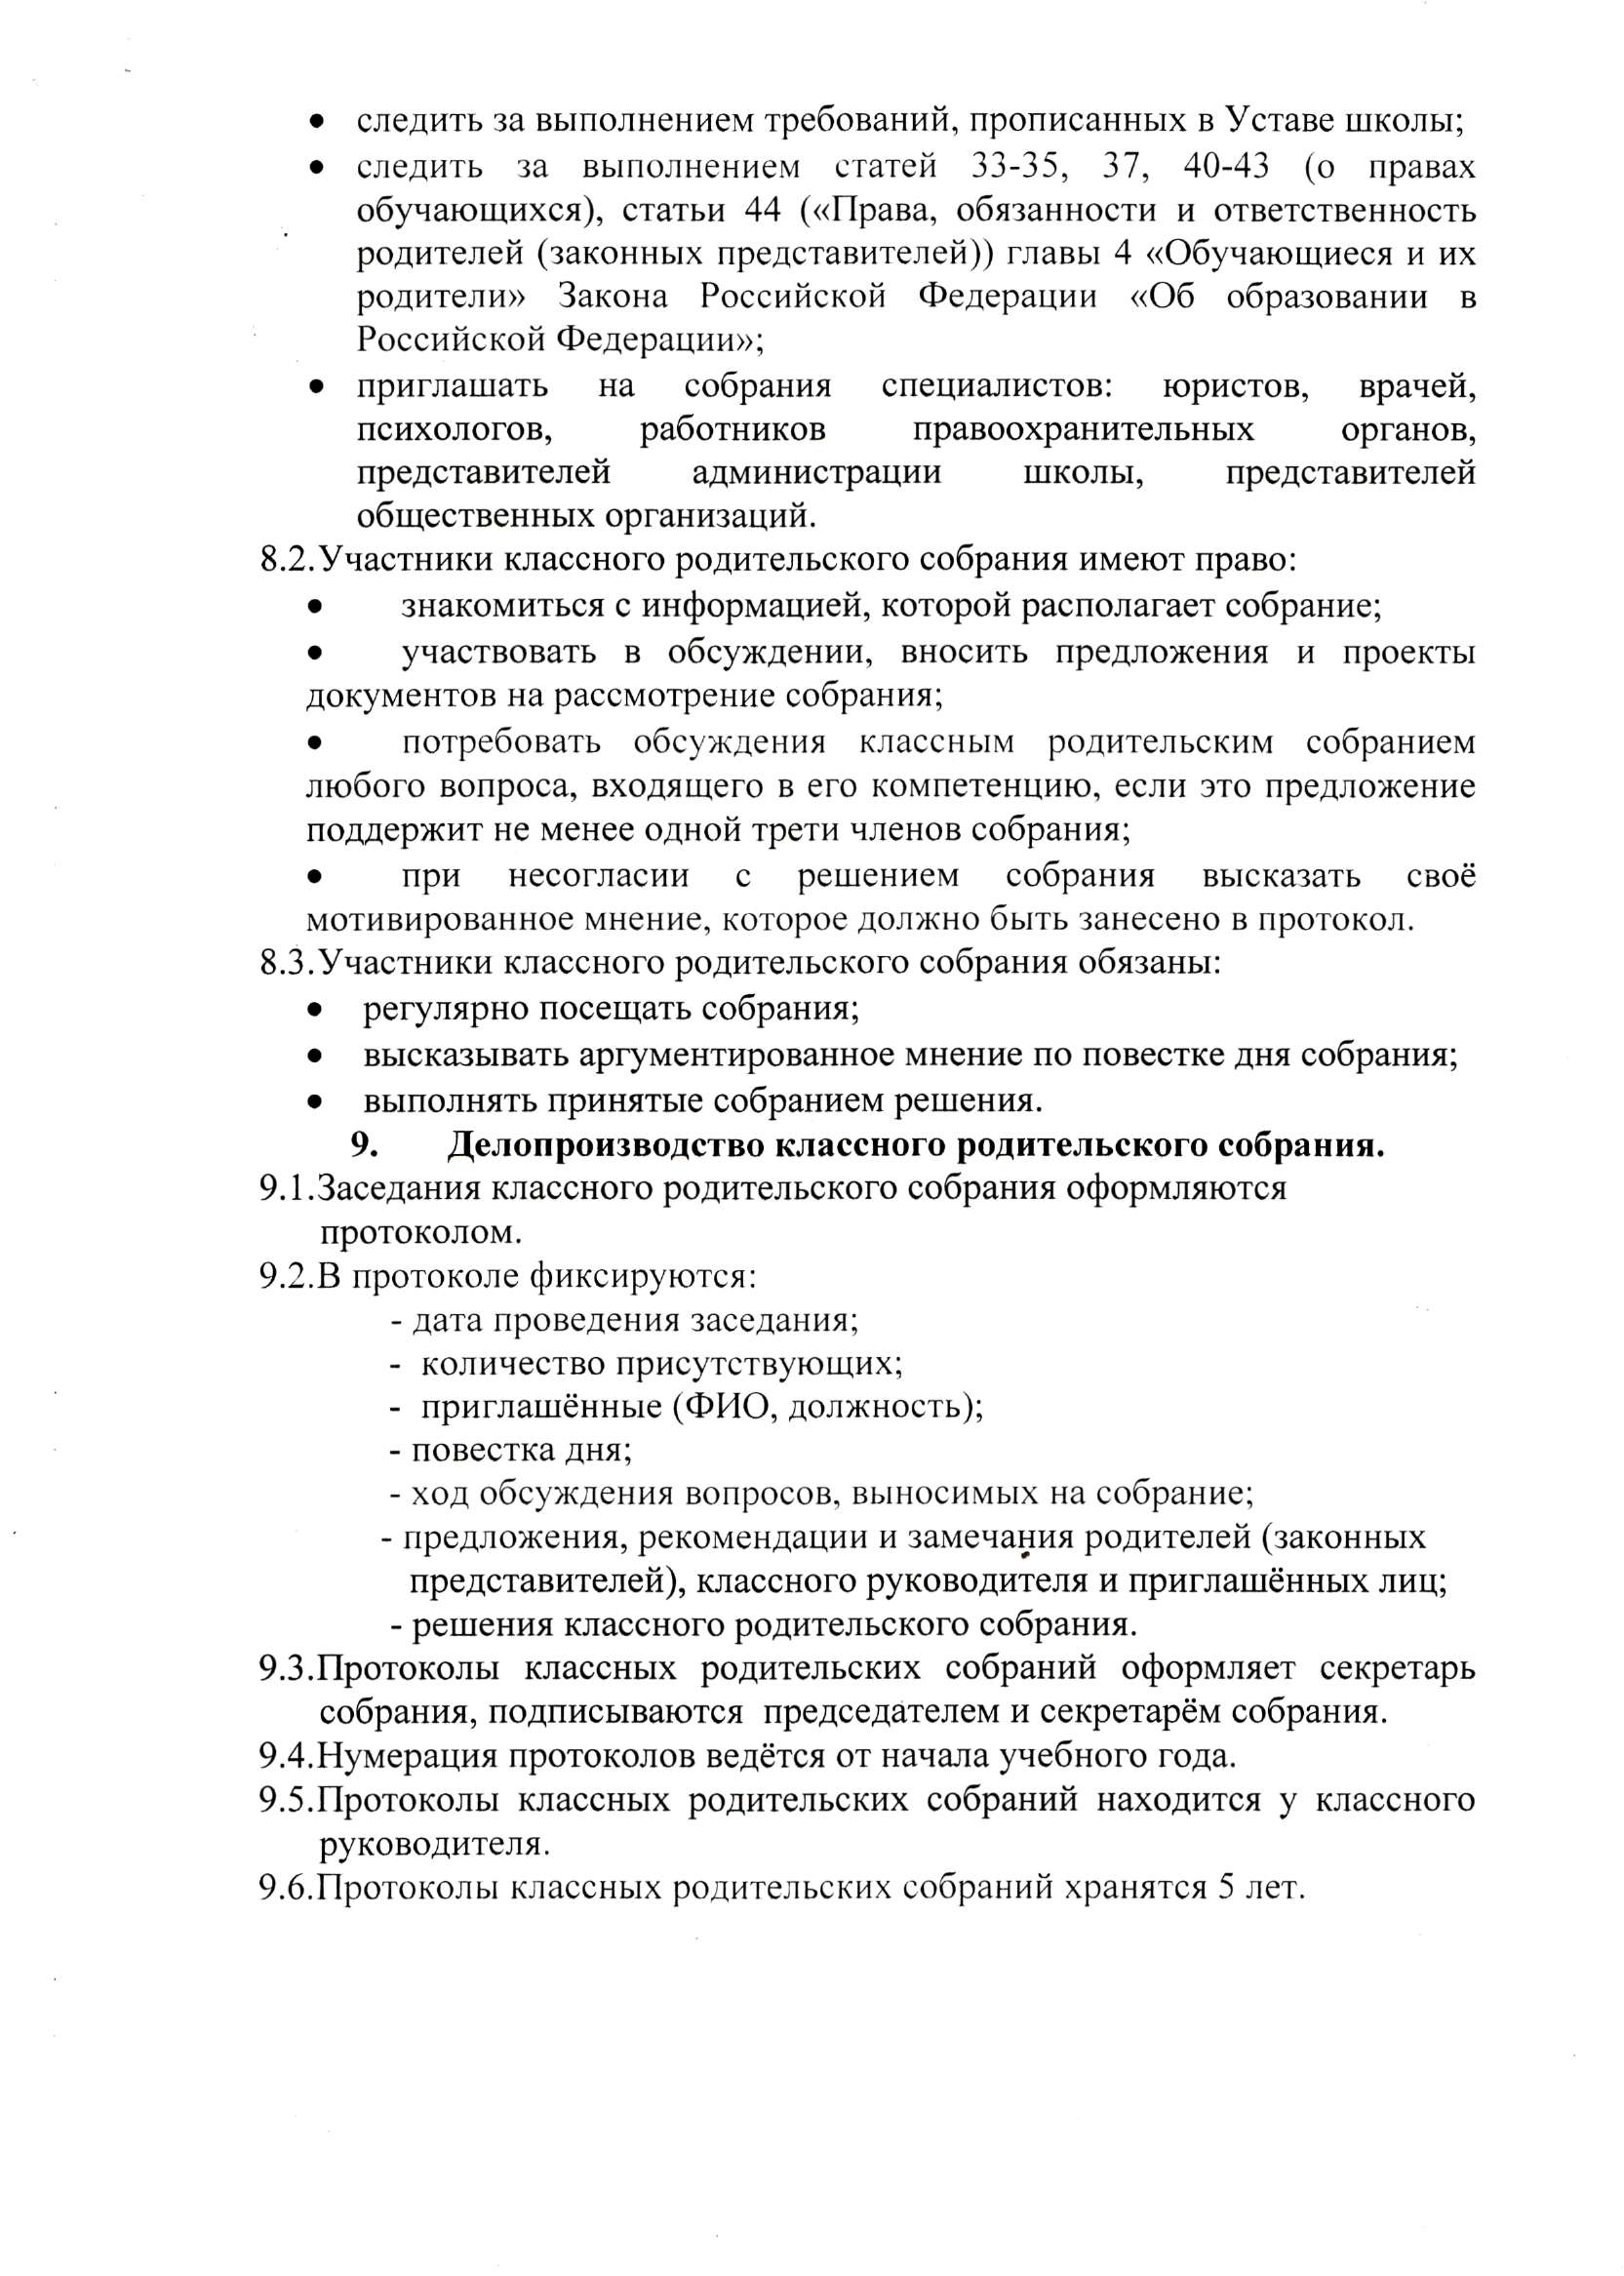 • следить за выполнением требований, прописанных в Уставе школы;
• следить за выполнением статей 33-35, 37, 40-43 (о правах
обучающихся), статьи 44 («Права, обязанности и ответственность
родителей (законных представителей)) главы 4 «Обучающиеся и их
родители» Закона Российской Федерации «Об образовании в
Российской Федерации»;
• приглашать на собрания специалистов: юристов, врачей,
психологов, работников правоохранительных органов,
представителей администрации школы, представителей
общественных организаций.
8.2.Участники классного родительского собрания имеют право:
• знакомиться с информацией, которой располагает собрание;
• участвовать в обсуждении, вносить предложения и проекты
документов на рассмотрение собрания;
• потребовать обсуждения классным родительским собранием
любого вопроса, входящего в его компетенцию, если это предложение
поддержит не менее одной трети членов собрания;
• при несогласии с решением собрания высказать своё
мотивированное мнение, которое должно быть занесено в протокол.
8.3.Участники классного родительского собрания обязаны:
• регулярно посещать собрания;
• высказывать аргументированное мнение по повестке дня собрания;
• выполнять принятые собранием решения.
9. Делопроизводство классного родительского собрания.
9.1.Заседания классного родительского собрания оформляются
протоколом.
9.2.В протоколе фиксируются:
- дата проведения заседания;
- количество присутствующих;
- приглашённые (ФИО, должность);
- повестка дня;
- ход обсуждения вопросов, выносимых на собрание;
- предложения, рекомендации и замечания родителей (законных
представителей), классного руководителя и приглашённых лиц;
- решения классного родительского собрания.
9.3.Протоколы классных родительских собраний оформляет секретарь
собрания, подписываются председателем и секретарём собрания.
9.4.Нумерация протоколов ведётся от начала учебного года.
9.5.Протоколы классных родительских собраний находится у классного
руководителя.
9.6.Протоколы классных родительских собраний хранятся 5 лет.